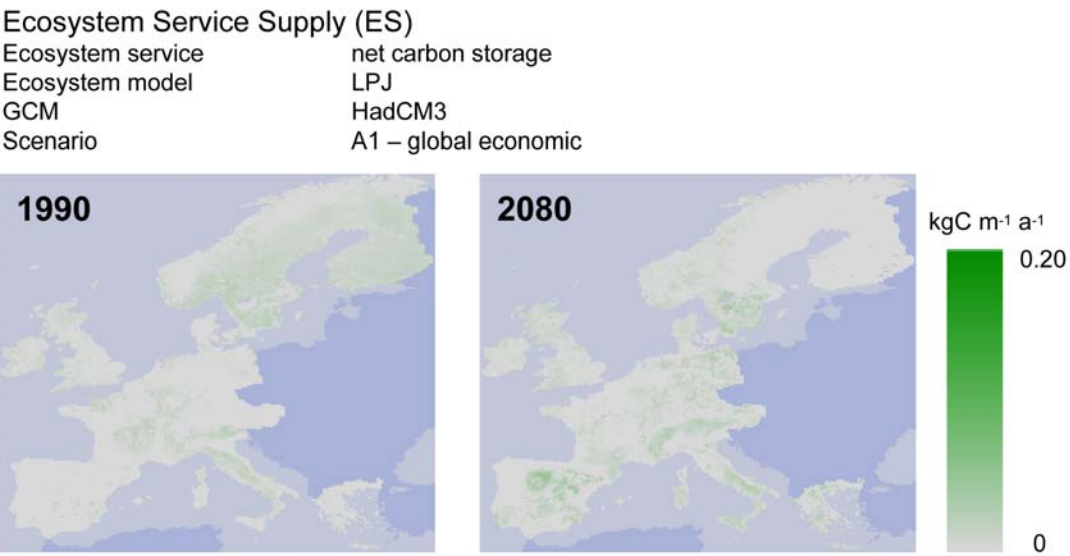 Ecosystem Service Supply (ES)
Ecosystem service net carbon storage
Ecosystem model LPJ
GCM HadCM3
Scenario A1 – global economic
1990
2080
kgC m-1 a-1
0.20
0